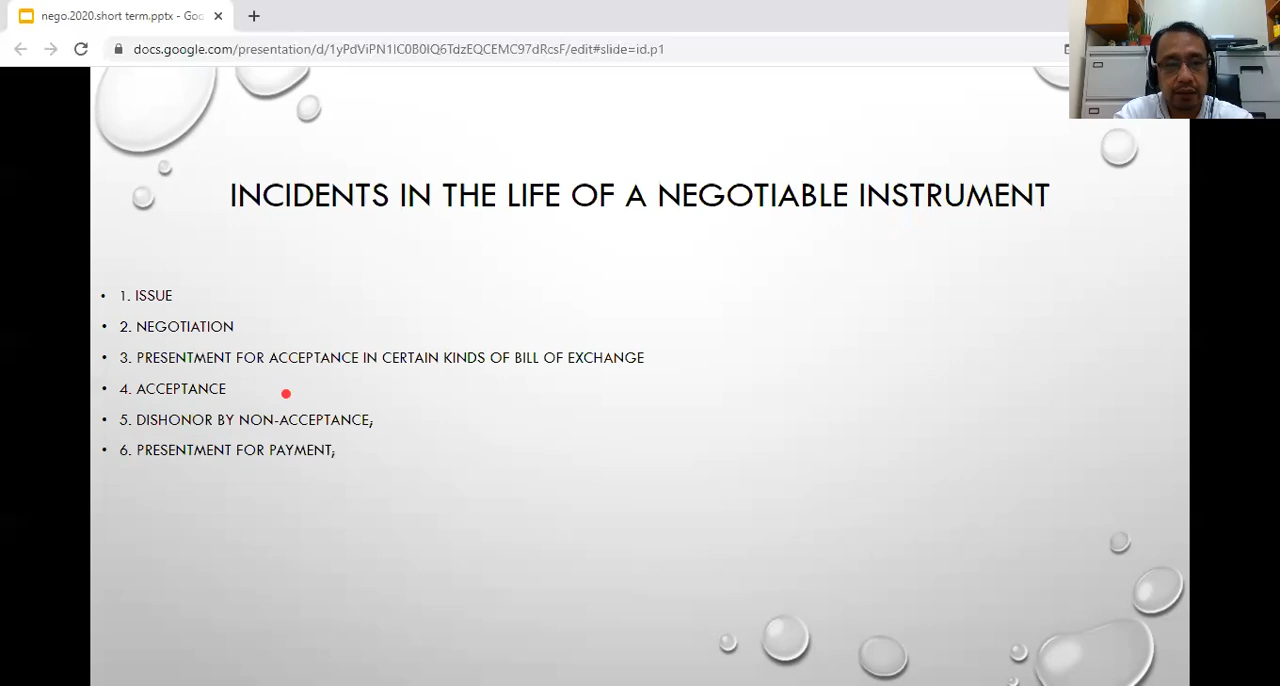 nego.2020.short term.pptx - Goo
docs.google.com/presentation/d/1yPdViPN1lC0B0IQ6TdzEQCEMC97dRcsF/edit#slide=id.p1
INCIDENTS IN THE LIFE OF A NEGOTIABLE INSTRUMENT
• 1. ISSUE
• 2. NEGOTIATION
• 3. PRESENTMENT FOR ACCEPTANCE IN CERTAIN KINDS OF BILL OF EXCHANGE
• 4. ACCEPTANCE
• 5. DISHONOR BY NON-ACCEPTANCE;
• 6. PRESENTMENT FOR PAYMENT;